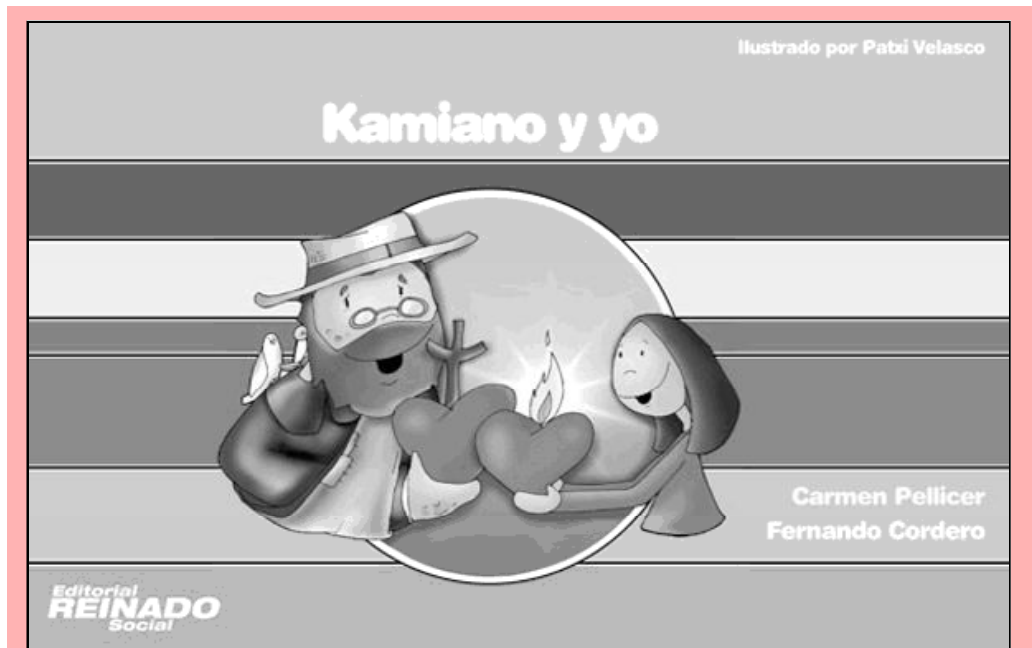 Ilustrado por Patxi Velasco
Kamiano y yo
Carmen Pellicer
Fernando Cordero
Editorial
REINADO
Social